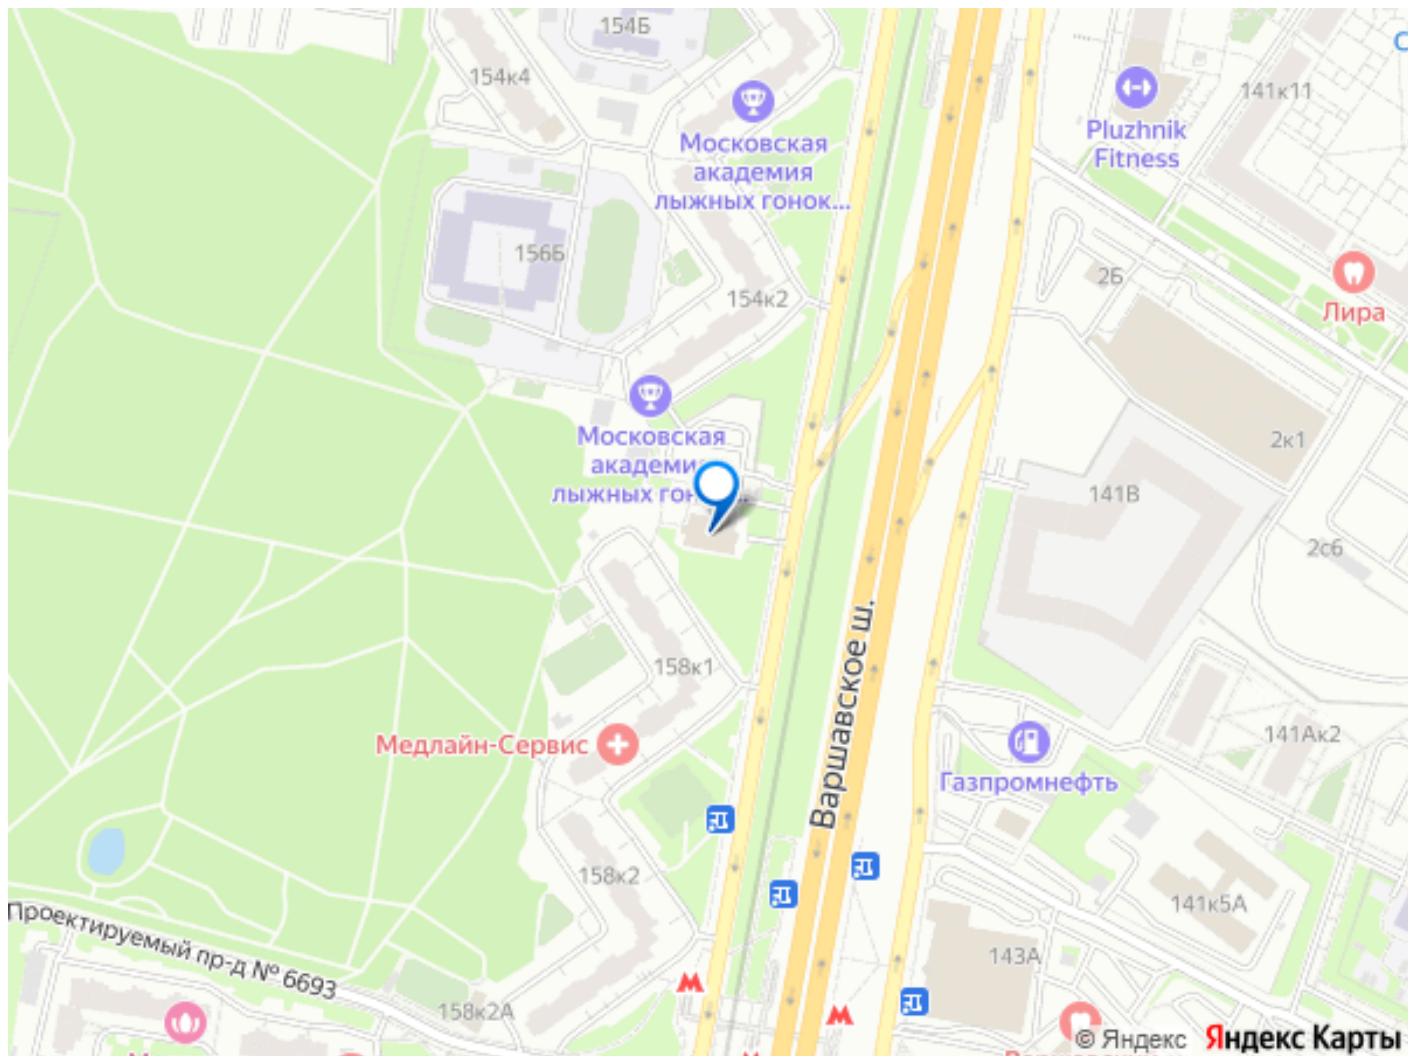 154Б
154к4
141к11
Московская
академия
лыжных гонок...
Pluzhnik
Fitness
156Б
2Б
154к2
Лира
Московская
академи
лыжных гон
2к1
141В
2с6
158к1
Варшавское ш.
Медлайн-Сервис
141Ак2
Газпромнефть
158к2
141к5А
Проектируемый пр-д № 6693
143А
158к2А
© Яндекс Яндекс Карты